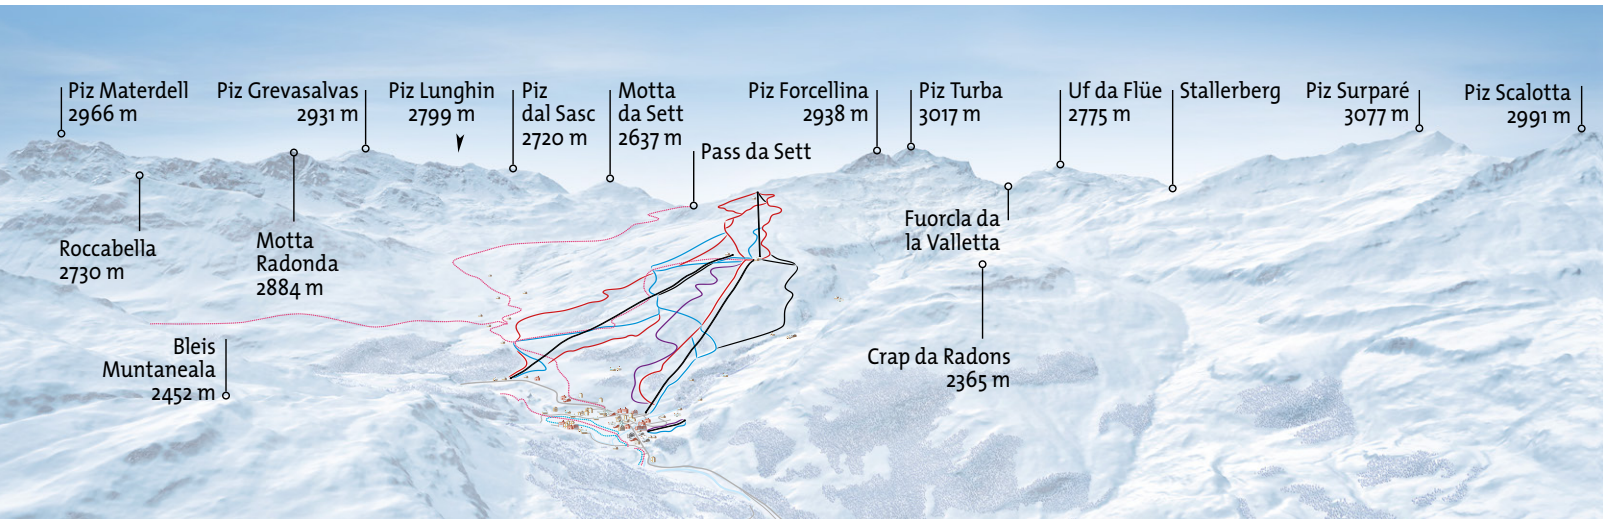 Piz Materdell
2966 m
Piz Grevasalvas
2931 m
Piz Lunghin
2799 m
Piz
dal Sasc
2720 m
Motta
da Sett
2637 m
Pass da Sett
Piz Forcellina
2938 m
Piz Turba
3017 m
Uf da Flüe
2775 m
Stallerberg
Piz Surparé
3077 m
Piz Scalotta
2991 m
Roccabella
2730 m
Motta
Radonda
2884 m
Fuorcla da
la Valletta
Bleis
Muntaneala
2452 m
Crap da Radons
2365 m